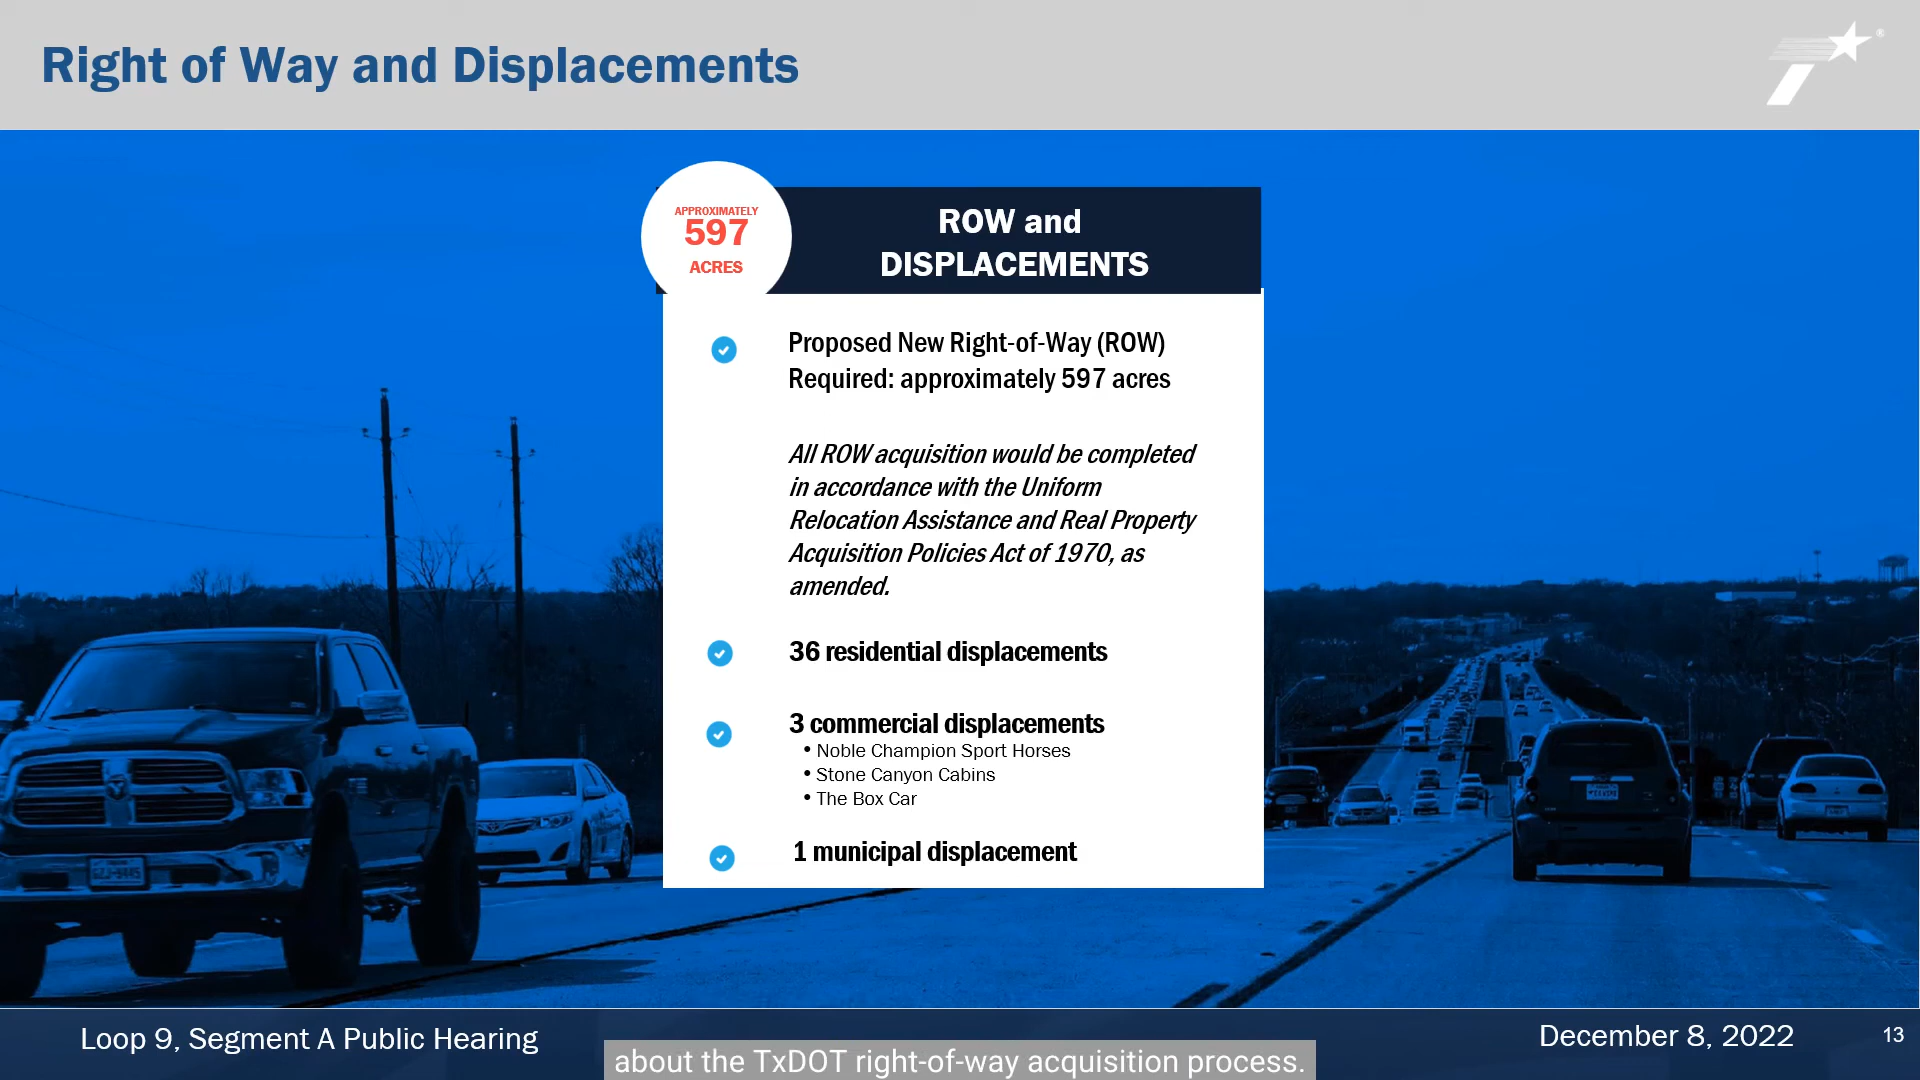 Right of Way and Displacements
®
APPROXIMATELY
597
ACRES
ROW and
DISPLACEMENTS
Proposed New Right-of-Way (ROW)
Required: approximately 597 acres
All ROW acquisition would be completed
in accordance with the Uniform
Relocation Assistance and Real Property
Acquisition Policies Act of 1970, as
amended.
36 residential displacements
3 commercial displacements
• Noble Champion Sport Horses
• Stone Canyon Cabins
• The Box Car
1 municipal displacement
Loop 9, Segment A Public Hearing
December 8, 2022
13
about the TxDOT right-of-way acquisition process.